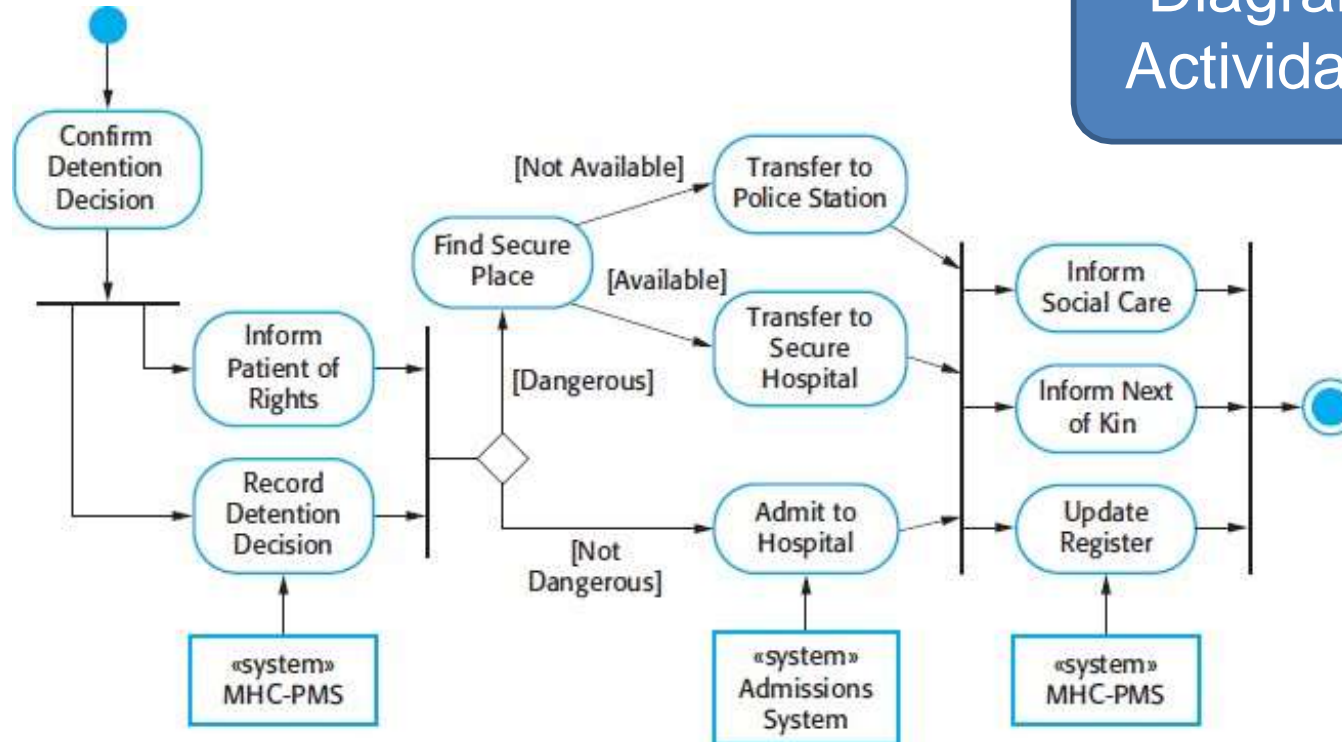 Confirm
Detention
Decision
Inform
Patient of
Rights
Record
Detention
Decision
«system»
MHC-PMS
Find Secure
Place
[Dangerous]
[Not
Dangerous]
[Not Available]
[Available]
Transfer to
Police Station
Transfer to
Secure
Hospital
Admit to
Hospital
«system»
Admissions
System
Inform
Social Care
Inform Next
of Kin
Update
Register
«system»
MHC-PMS